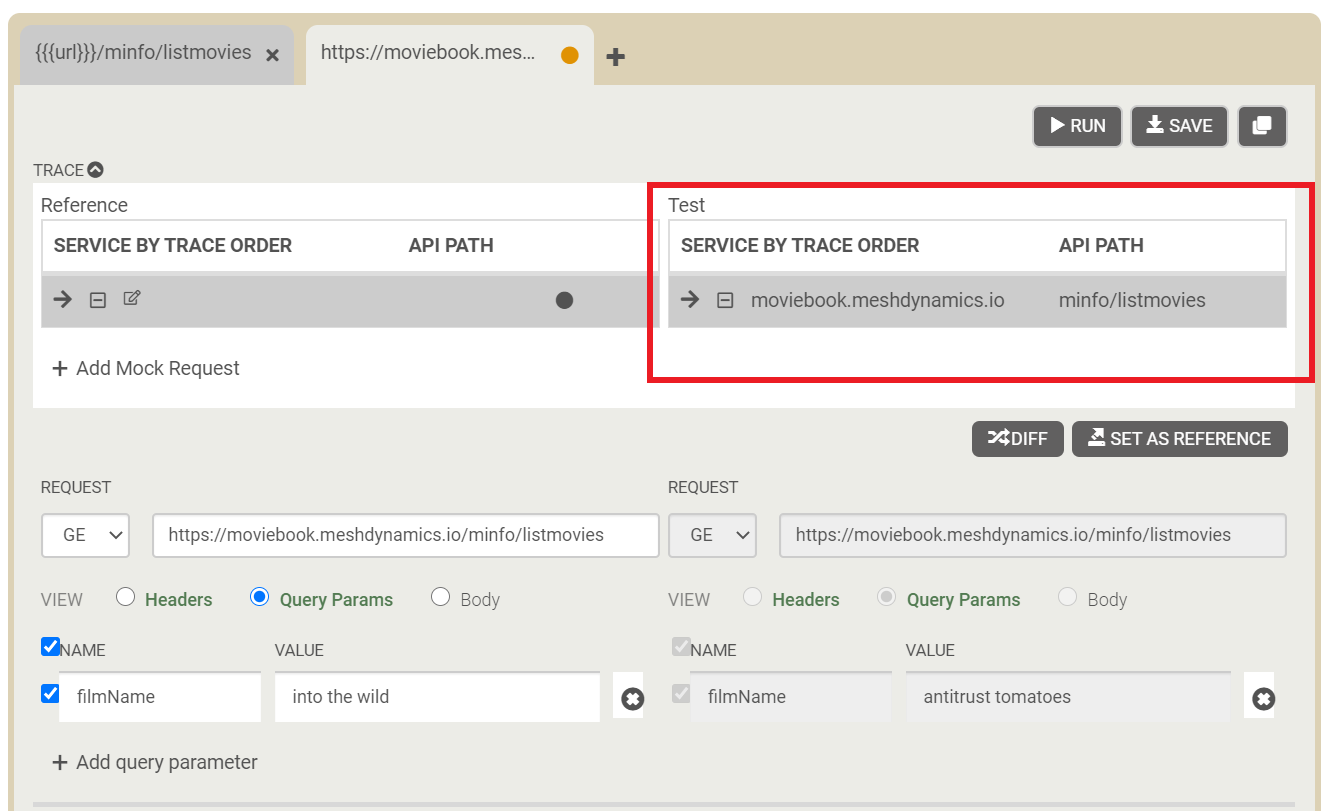 {{{url}}}/minfo/listmovies
https://moviebook.mes...
RUN
SAVE
TRACE
Reference
Test
SERVICE BY TRACE ORDER API PATH
SERVICE BY TRACE ORDER API PATH
moviebook.meshdynamics.io minfo/listmovies
+ Add Mock Request
DIFF
SET AS REFERENCE
REQUEST
REQUEST
GE https://moviebook.meshdynamics.io/minfo/listmovies
GE https://moviebook.meshdynamics.io/minfo/listmovies
VIEW Headers Query Params Body
VIEW Headers Query Params Body
NAME VALUE
NAME VALUE
filmName into the wild
filmName antitrust tomatoes
+ Add query parameter